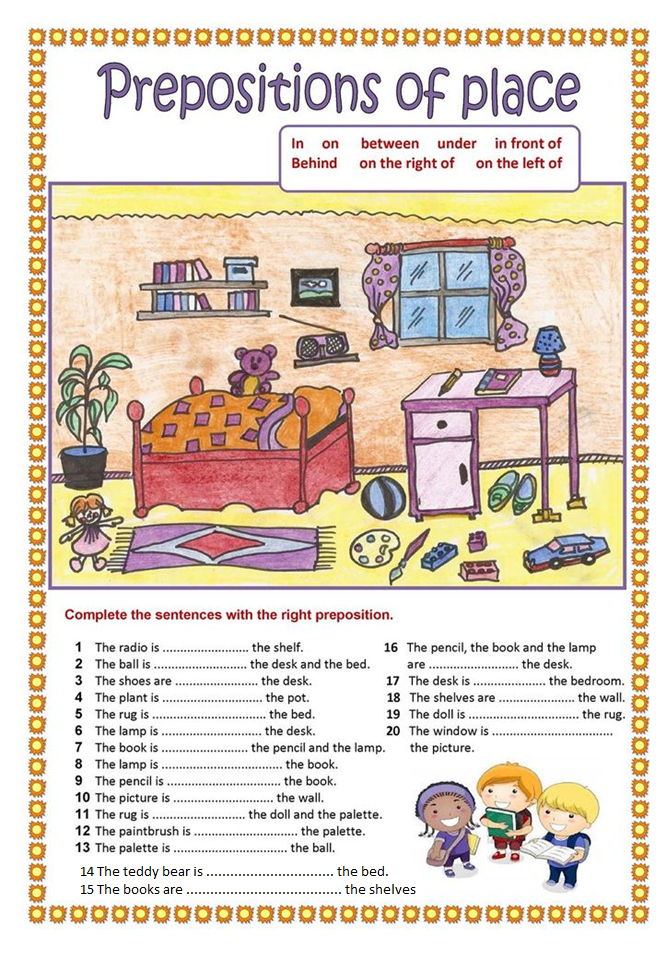 Prepositions of place
In on between under in front of
Behind on the right of on the left of
Complete the sentences with the right preposition.
1 The radio is ......................... the shelf.
2 The ball is ........................... the desk and the bed.
3 The shoes are ........................ the desk.
4 The plant is ............................. the pot.
5 The rug is ................................. the bed.
6 The lamp is ............................. the desk.
7 The book is ......................... the pencil and the lamp.
8 The lamp is ................................... the book.
9 The pencil is ................................. the book.
10 The picture is ............................. the wall.
11 The rug is ........................... the doll and the palette.
12 The paintbrush is .............................. the palette.
13 The palette is ................................. the ball.
14 The teddy bear is ................................ the bed.
15 The books are ....................................... the shelves
16 The pencil, the book and the lamp
are .......................... the desk.
17 The desk is ..................... the bedroom.
18 The shelves are ...................... the wall.
19 The doll is ................................ the rug.
20 The window is ...................................
the picture.